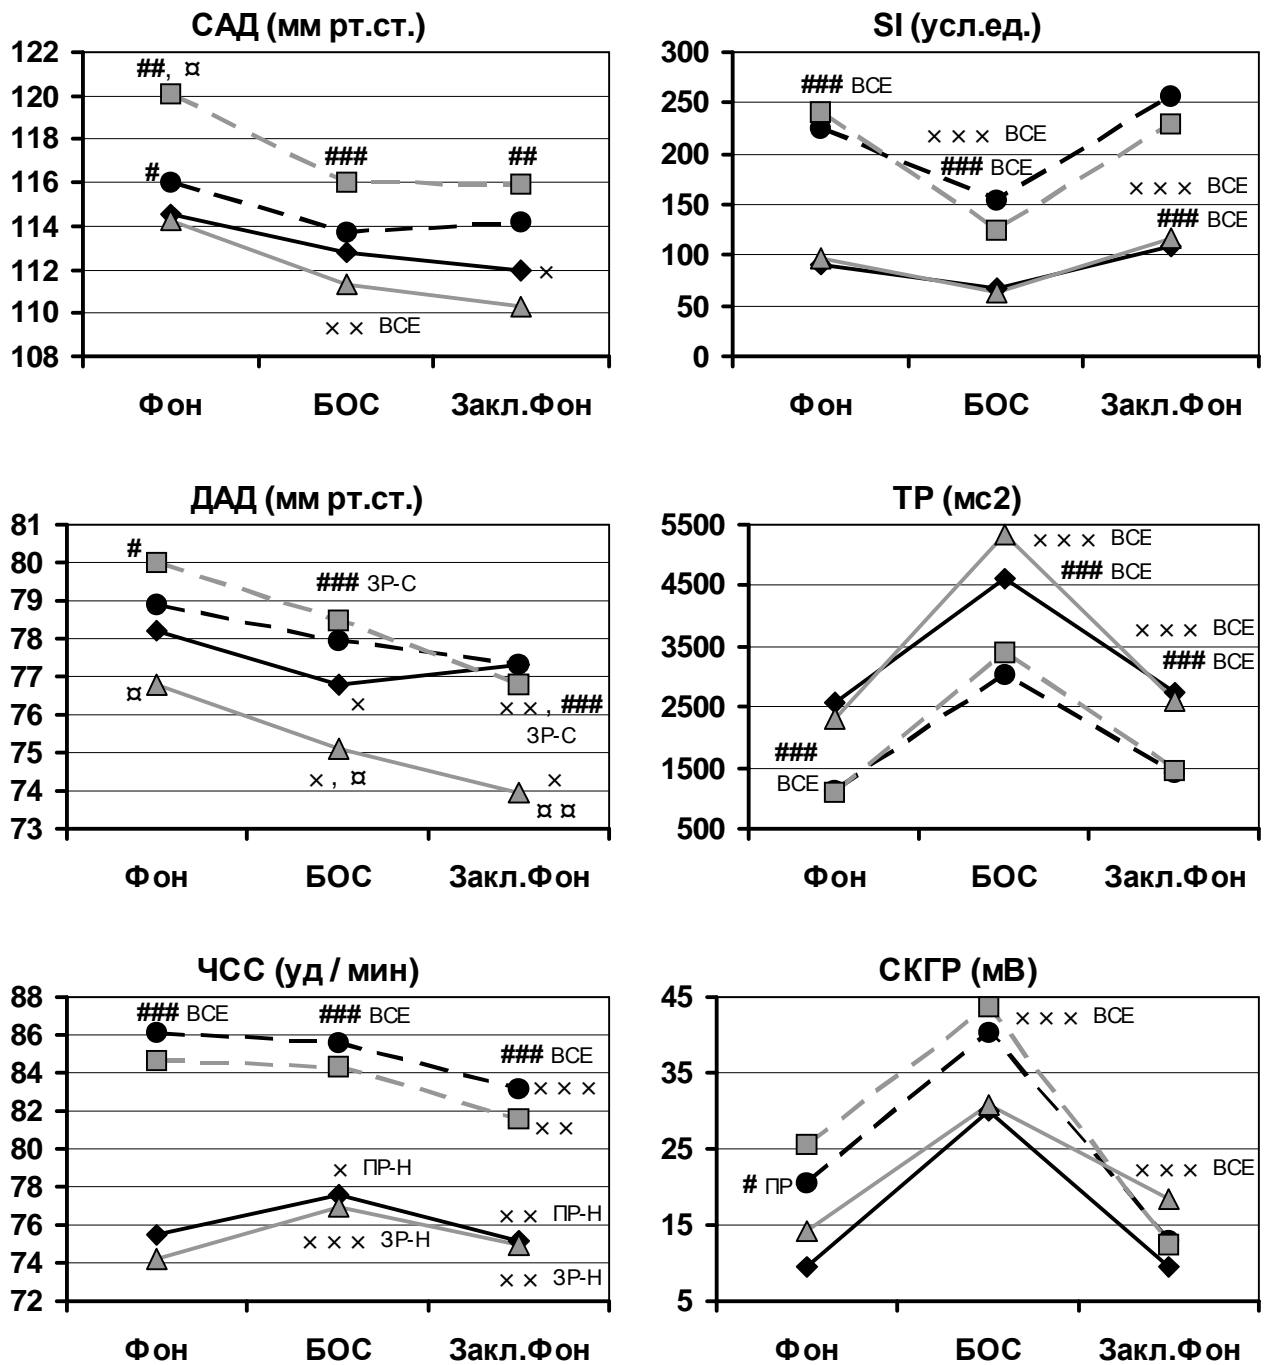 САД (мм рт.ст.)
122
120
118
116
114
112
110
108
##, ¤
#
###
##
×
× × ВСЕ
Фон БОС Закл.Фон
SI (усл.ед.)
300
250
200
150
100
50
0
### ВСЕ
× × × ВСЕ
### ВСЕ
× × × ВСЕ
### ВСЕ
Фон БОС Закл.Фон
ДАД (мм рт.ст.)
81
80
79
78
77
76
75
74
73
#
### ЗР-С
¤
×
× × , ###
ЗР-С
× , ¤
×
¤ ¤
Фон БОС Закл.Фон
ТР (мс2)
5500
4500
3500
2500
1500
500
× × × ВСЕ
### ВСЕ
× × × ВСЕ
### ВСЕ
###
ВСЕ
Фон БОС Закл.Фон
ЧСС (уд / мин)
88
86
84
82
80
78
76
74
72
### ВСЕ
### ВСЕ
### ВСЕ
× × ×
× ×
× ПР-Н
× × ПР-Н
× × × ЗР-Н
× × ЗР-Н
Фон БОС Закл.Фон
СКГР (мВ)
45
35
25
15
5
× × × ВСЕ
# ПР
× × × ВСЕ
Фон БОС Закл.Фон